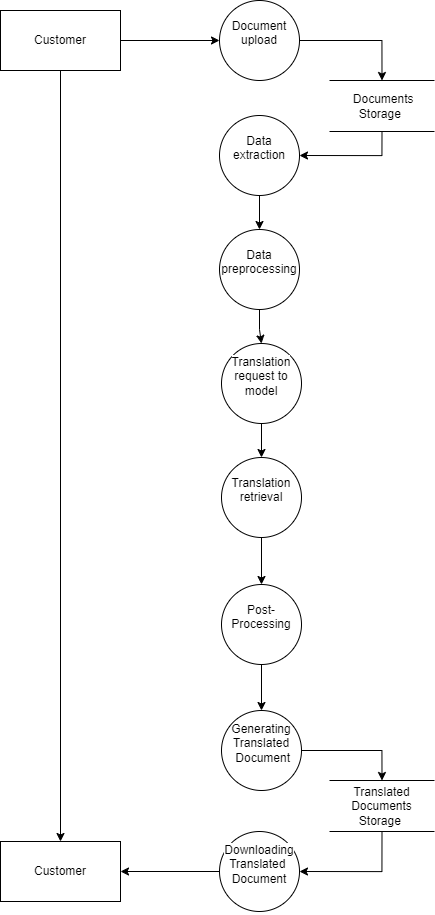 Customer
Document
upload
Documents
Storage
Data
extraction
Data
preprocessing
Translation
request to
model
Translation
retrieval
Post-
Processing
Generating
Translated
Document
Translated
Documents
Storage
Customer
Downloading
Translated
Document